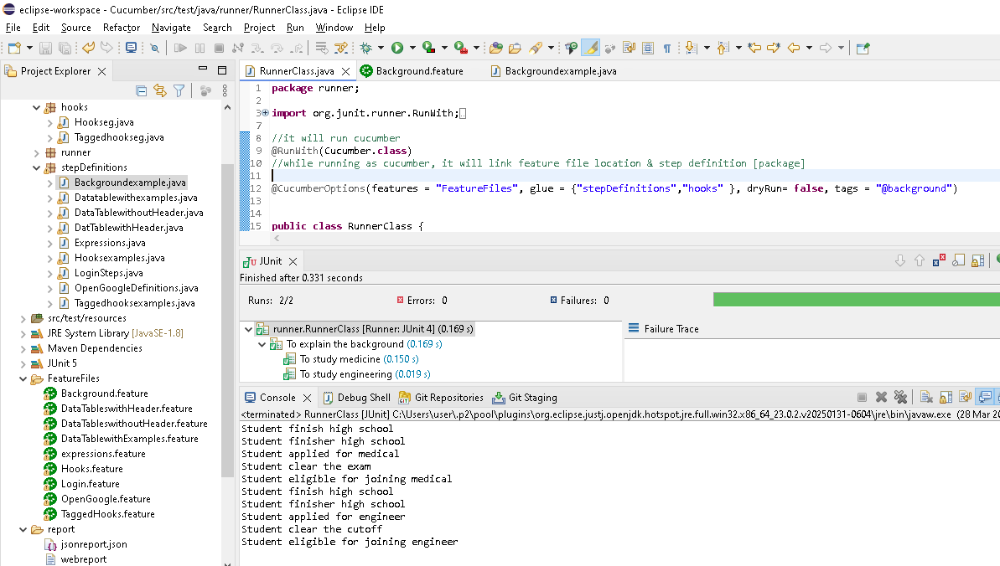 eclipse-workspace - Cucumber/src/test/java/runner/RunnerClass.java - Eclipse IDE
File Edit Source Refactor Navigate Search Project Run Window Help
Project Explorer
hooks
Hookseg.java
Taggedhookseg.java
runner
stepDefinitions
Backgroundexample.java
Datatablewithexamples.java
DataTablewithoutHeader.java
DatTablewithHeader.java
Expressions.java
Hooksexamples.java
LoginSteps.java
OpenGoogleDefinitions.java
Taggedhooksexamples.java
src/test/resources
JRE System Library [JavaSE-1.8]
Maven Dependencies
JUnit 5
FeatureFiles
Background.feature
DataTableswithHeader.feature
DataTableswithoutHeader.feature
DataTablewithExamples.feature
expressions.feature
Hooks.feature
Login.feature
OpenGoogle.feature
TaggedHooks.feature
report
jsonreport.json
webreport
RunnerClass.java Background.feature Backgroundexample.java
1 package runner;
2
3 import org.junit.runner.RunWith;
7
8 //it will run cucumber
9 @RunWith(Cucumber.class)
10 //while running as cucumber, it will link feature file location & step definition [package]
11
12 @CucumberOptions(features = "FeatureFiles", glue = {"stepDefinitions","hooks" }, dryRun= false, tags = "@background")
13
14
15 public class RunnerClass {
JUnit
Finished after 0.331 seconds
Runs: 2/2 Errors: 0 Failures: 0
runner.RunnerClass [Runner: JUnit 4] (0.169 s)
To explain the background (0.169 s)
To study medicine (0.150 s)
To study engineering (0.019 s)
Failure Trace
Console Debug Shell Git Repositories Git Staging
<terminated> RunnerClass [JUnit] C:\Users\user\.p2\pool\plugins\org.eclipse.justj.openjdk.hotspot.jre.full.win32.x86_64_23.0.2.v20250131-0604\jre\bin\javaw.exe (28 Mar 20
Student finish high school
Student finisher high school
Student applied for medical
Student clear the exam
Student eligible for joining medical
Student finish high school
Student finisher high school
Student applied for engineer
Student clear the cutoff
Student eligible for joining engineer